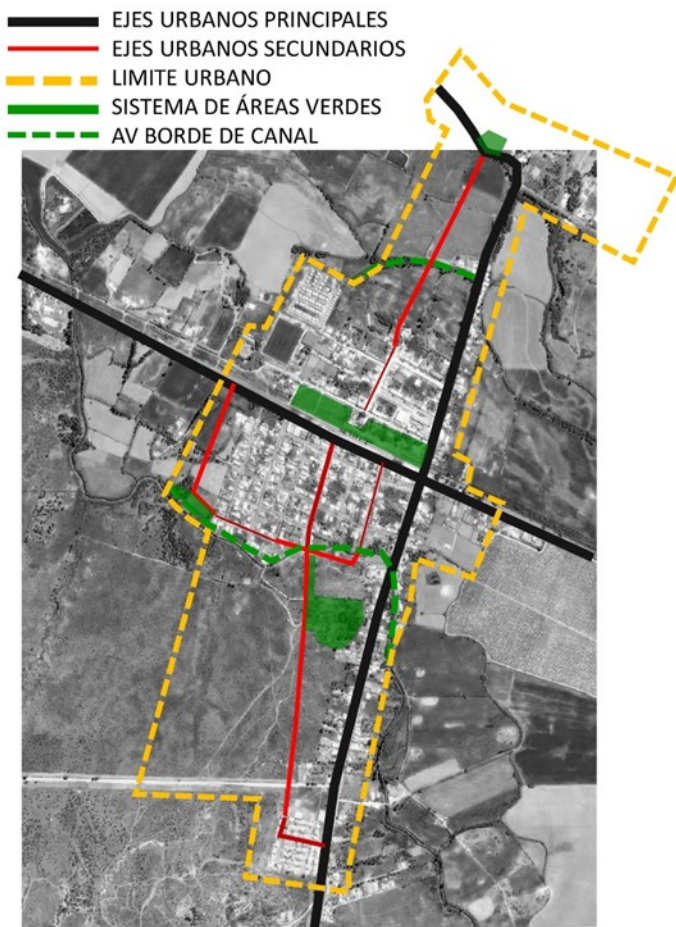 EJES URBANOS PRINCIPALES
EJES URBANOS SECUNDARIOS
LIMITE URBANO
SISTEMA DE ÁREAS VERDES
AV BORDE DE CANAL